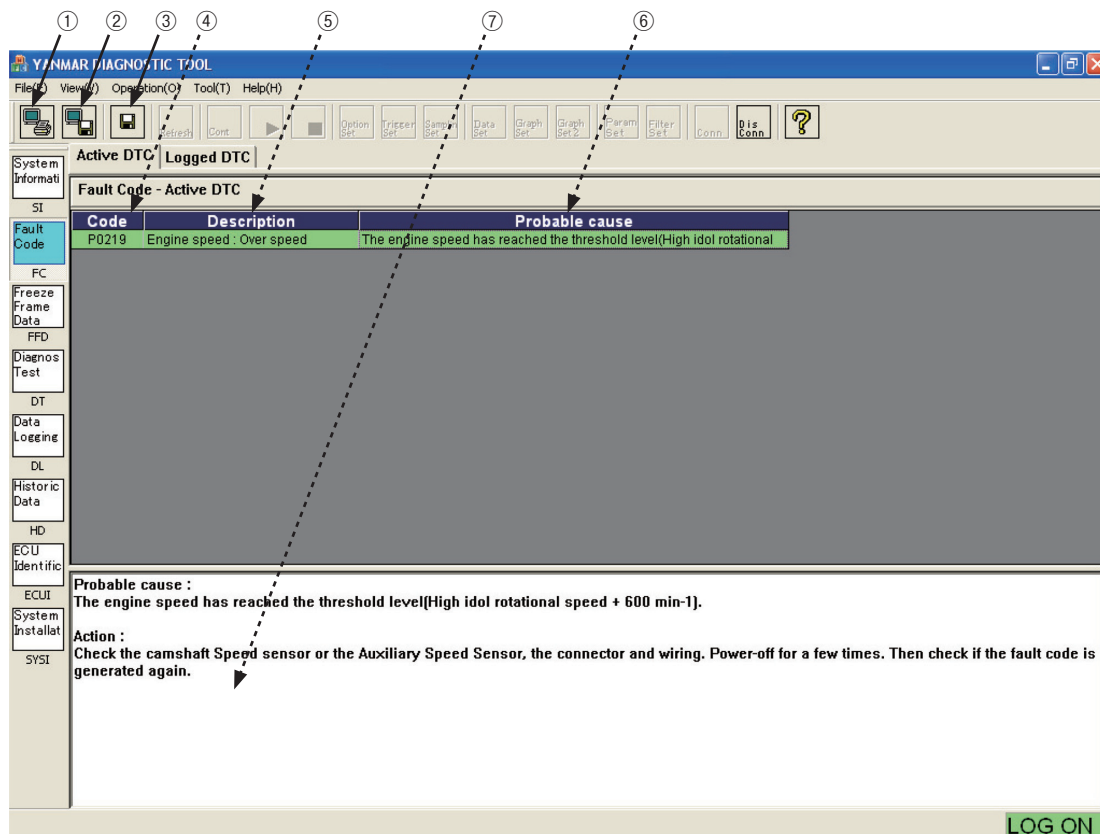 ① ② ③ ④ ⑤ ⑦ ⑥
YANMAR DIAGNOSTIC TOOL
File(F) View(V) Operation(O) Tool(T) Help(H)
Refresh Cont Option Set Trigger Set Samplin Set Data Set Graph Set Graph Set2 Param Set Filter Set Conn Dis Conn ?
Active DTC Logged DTC
Fault Code - Active DTC
Code Description Probable cause
P0219 Engine speed : Over speed The engine speed has reached the threshold level(High idol rotational
System
Informati
SI
Fault
Code
FC
Freeze
Frame
Data
FFD
Diagnos
Test
DT
Data
Logging
DL
Historic
Data
HD
ECU
Identific
ECUI
System
Installat
SYSI
Probable cause :
The engine speed has reached the threshold level(High idol rotational speed + 600 min-1).
Action :
Check the camshaft Speed sensor or the Auxiliary Speed Sensor, the connector and wiring. Power-off for a few times. Then check if the fault code is
generated again.
LOG ON